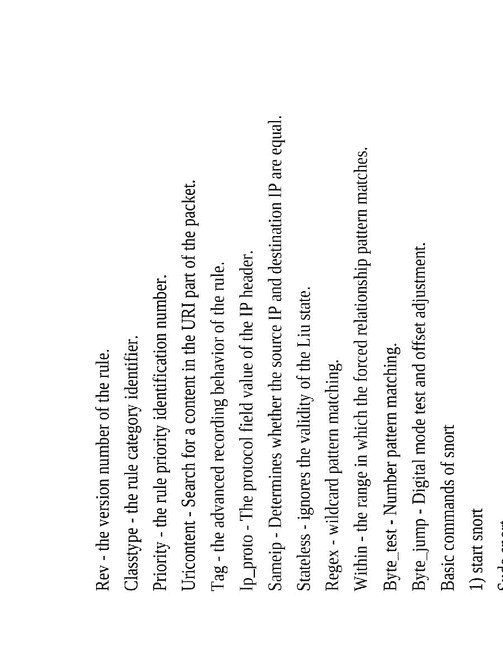 Rev - the version number of the rule.
Classtype - the rule category identifier.
Priority - the rule priority identification number.
Uricontent - Search for a content in the URI part of the packet.
Tag - the advanced recording behavior of the rule.
Ip_proto - The protocol field value of the IP header.
Sameip - Determines whether the source IP and destination IP are equal.
Stateless - ignores the validity of the Liu state.
Regex - wildcard pattern matching.
Within - the range in which the forced relationship pattern matches.
Byte_test - Number pattern matching.
Byte_jump - Digital mode test and offset adjustment.
Basic commands of snort
1) start snort